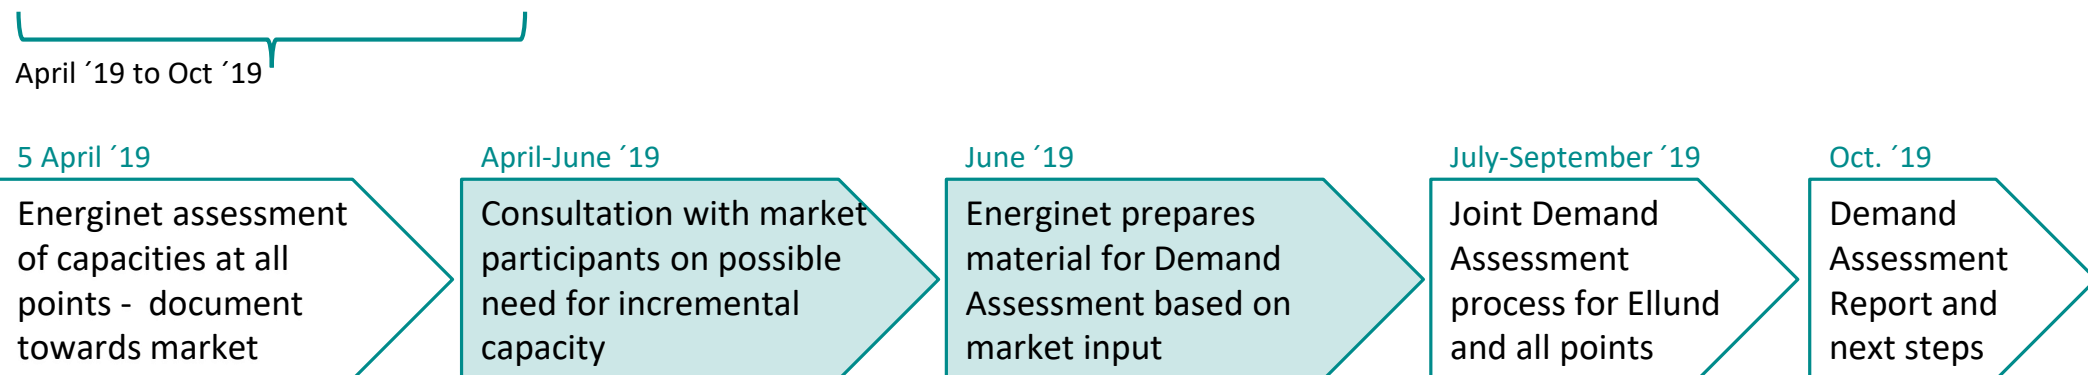 April ´19 to Oct ´19
5 April ´19
Energinet assessment
of capacities at all
points -  document
towards market
April-June ´19
Consultation with market
participants on possible
need for incremental
capacity
June ´19
Energinet prepares
material for Demand
Assessment based on
market input
July-September ´19
Joint Demand
Assessment
process for Ellund
and all points
Oct. ´19
Demand
Assessment
Report and
next steps